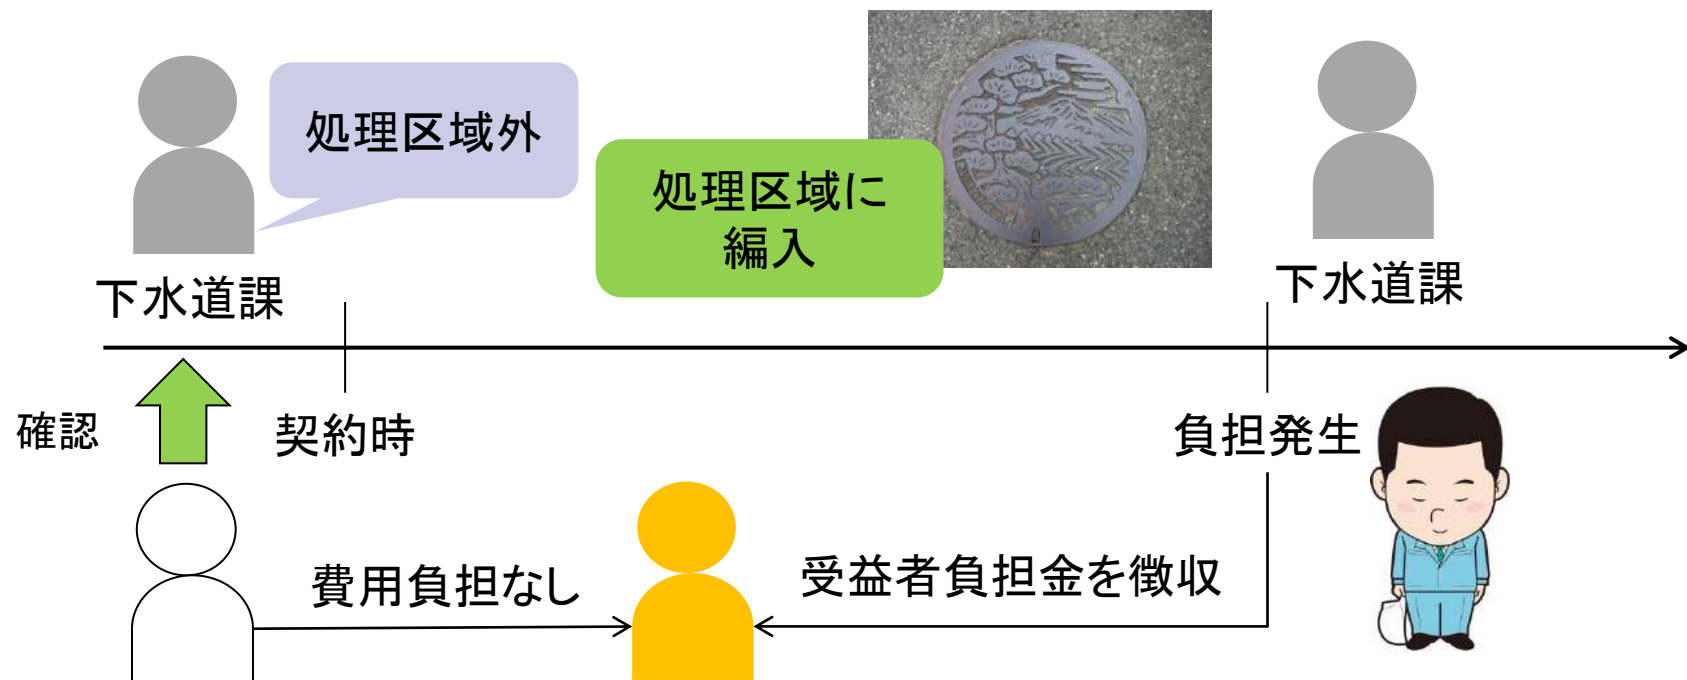 処理区域外
処理区域に
編入
下水道課
下水道課
確認
契約時
負担発生
費用負担なし
受益者負担金を徴収